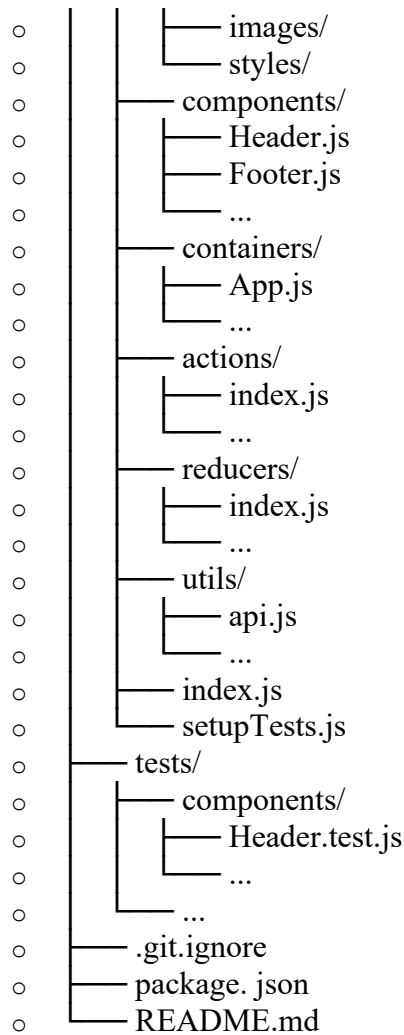 images/
styles/
components/
Header.js
Footer.js
...
containers/
App.js
...
actions/
index.js
...
reducers/
index.js
...
utils/
api.js
...
index.js
setupTests.js
tests/
components/
Header.test.js
...
...
.git.ignore
package. json
README.md